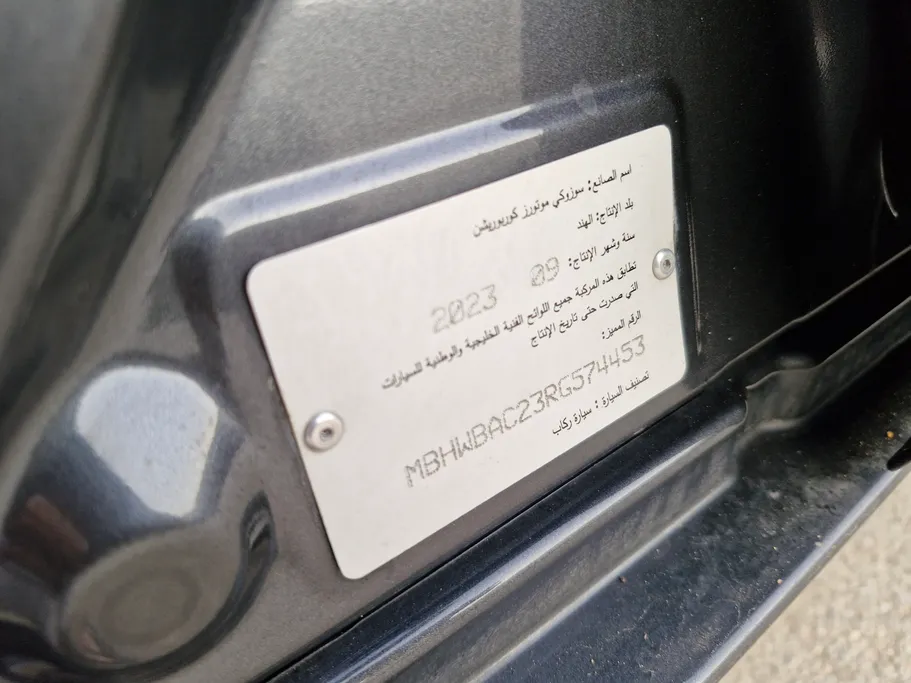 اسم الصانع: سوزوكي موتورز كوربوريشن
بلد الإنتاج: الهند
سنة وشهر الإنتاج: 09 2023
تطابق هذه المركبة جميع اللوائح الفنية الخليجية والوطنية للسيارات
التي صدرت حتى تاريخ الإنتاج
الرقم المميز:
MBHWBAC23RG574453
تصنيف السيارة : سيارة ركاب